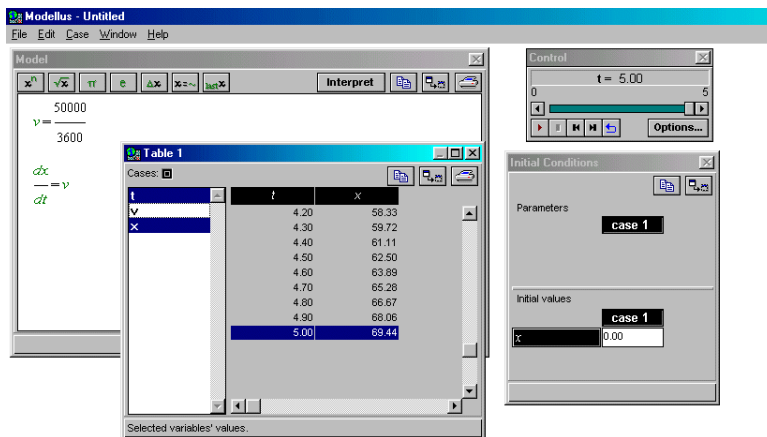 Modellus - Untitled
File Edit Case Window Help
Model
xⁿ √x π e Δx x=~ last x Interpret
v = 50000
3600
dx
dt = v
Table 1
Cases:
t
v
x
t x
4.20 58.33
4.30 59.72
4.40 61.11
4.50 62.50
4.60 63.89
4.70 65.28
4.80 66.67
4.90 68.06
5.00 69.44
Selected variables' values.
Control
t = 5.00
0 5
Options...
Initial Conditions
Parameters
case 1
Initial values
case 1
x 0.00